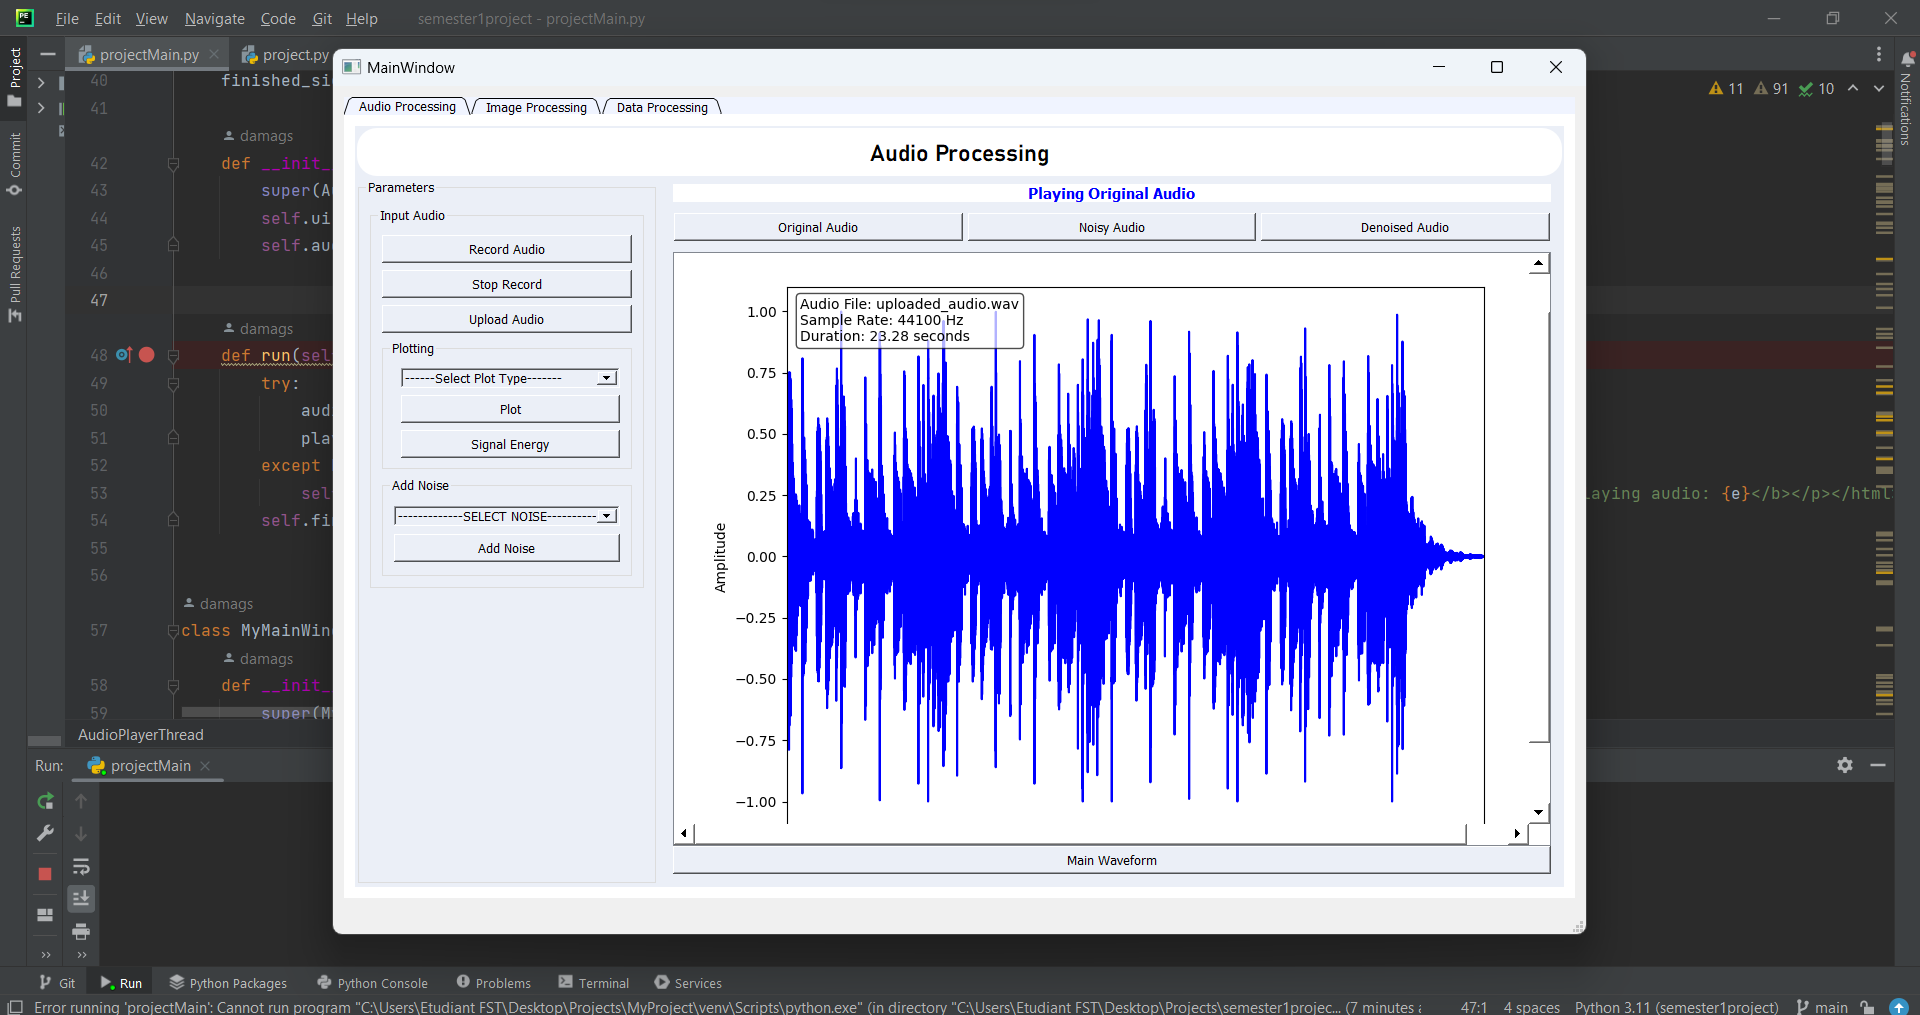 File Edit View Navigate Code Git Help semester1project - projectMain.py
projectMain.py
project.py
Project
Commit
Pull Requests
Notifications
11 91 10
40 finished_si
41
damags
42 def __init_
43 super(A
44 self.ui
45 self.au
46
47
damags
48 def run(sel
49 try:
50 aud
51 pla
52 except
53 sel
54 self.fi
55
56
damags
57 class MyMainWin
damags
58 def __init_
59 super(M
laying audio: {e}</b></p></html
AudioPlayerThread
Run: projectMain
MainWindow
Audio Processing Image Processing Data Processing
Audio Processing
Parameters
Input Audio
Record Audio
Stop Record
Upload Audio
Plotting
------Select Plot Type-------
Plot
Signal Energy
Add Noise
-------------SELECT NOISE----------
Add Noise
Playing Original Audio
Original Audio Noisy Audio Denoised Audio
Audio File: uploaded_audio.wav
Sample Rate: 44100 Hz
Duration: 23.28 seconds
1.00
0.75
0.50
0.25
0.00
−0.25
−0.50
−0.75
−1.00
Amplitude
Main Waveform
Git Run Python Packages Python Console Problems Terminal Services
Error running 'projectMain': Cannot run program "C:\Users\Etudiant FST\Desktop\Projects\MyProject\venv\Scripts\python.exe" (in directory "C:\Users\Etudiant FST\Desktop\Projects\semester1projec... (7 minutes a 47:1 4 spaces Python 3.11 (semester1project) main